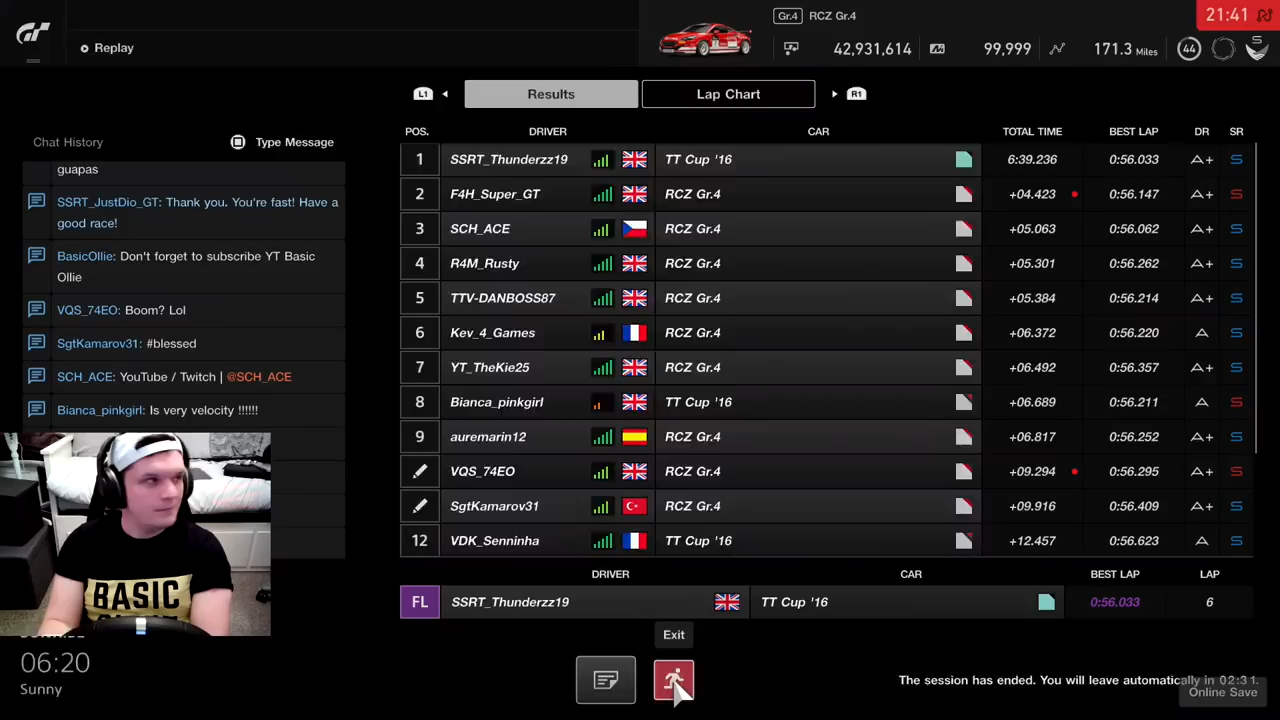 Replay
Gr.4 RCZ Gr.4
42,931,614 99,999 171.3 Miles 44 S
21:41
L1 Results Lap Chart R1
Chat History Type Message
guapas
SSRT_JustDio_GT: Thank you. You're fast! Have a
good race!
BasicOllie: Don't forget to subscribe YT Basic
Ollie
VQS_74EO: Boom? Lol
SgtKamarov31: #blessed
SCH_ACE: YouTube / Twitch | @SCH_ACE
Bianca_pinkgirl: Is very velocity !!!!!!
POS. DRIVER CAR TOTAL TIME BEST LAP DR SR
1 SSRT_Thunderzz19 TT Cup '16 6:39.236 0:56.033 A+ S
2 F4H_Super_GT RCZ Gr.4 +04.423 0:56.147 A+ S
3 SCH_ACE RCZ Gr.4 +05.063 0:56.062 A+ S
4 R4M_Rusty RCZ Gr.4 +05.301 0:56.262 A+ S
5 TTV-DANBOSS87 RCZ Gr.4 +05.384 0:56.214 A+ S
6 Kev_4_Games RCZ Gr.4 +06.372 0:56.220 A S
7 YT_TheKie25 RCZ Gr.4 +06.492 0:56.357 A+ S
8 Bianca_pinkgirl TT Cup '16 +06.689 0:56.211 A S
9 auremarin12 RCZ Gr.4 +06.817 0:56.252 A+ S
VQS_74EO RCZ Gr.4 +09.294 0:56.295 A+ S
SgtKamarov31 RCZ Gr.4 +09.916 0:56.409 A+ S
12 VDK_Senninha TT Cup '16 +12.457 0:56.623 A S
DRIVER CAR BEST LAP LAP
FL SSRT_Thunderzz19 TT Cup '16 0:56.033 6
Exit
BASIC
06:20
Sunny
The session has ended. You will leave automatically in 02:31.
Online Save